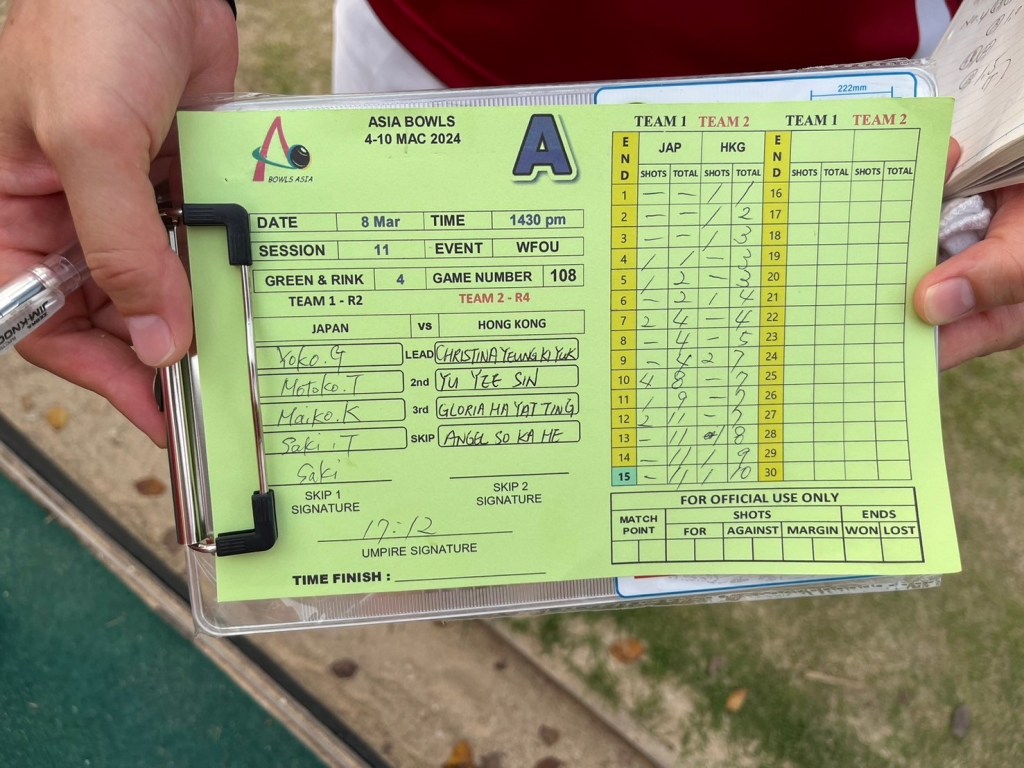 222mm
ASIA BOWLS
4-10 MAC 2024
A
BOWLS ASIA
DATE 8 Mar TIME 1430 pm
SESSION 11 EVENT WFOU
GREEN & RINK 4 GAME NUMBER 108
TEAM 1 - R2 TEAM 2 - R4
JAPAN vs HONG KONG
Yoko.G LEAD CHRISTINA YEUNG KI YUK
Motoko.T 2nd YU YEE SIN
Maiko.K 3rd GLORIA HA YAT TING
Saki.T SKIP ANGEL SO KA HE
Saki
SKIP 1 SIGNATURE
SKIP 2 SIGNATURE
17:12
UMPIRE SIGNATURE
TIME FINISH :
TEAM 1 TEAM 2 TEAM 1 TEAM 2
END JAP HKG END
SHOTS TOTAL SHOTS TOTAL SHOTS TOTAL SHOTS TOTAL
1 - - 1 1 16
2 - - 1 2 17
3 - - 1 3 18
4 1 1 - 3 19
5 1 2 - 3 20
6 - 2 1 4 21
7 2 4 - 4 22
8 - 4 - 5 23
9 - 4 2 7 24
10 4 8 - 7 25
11 1 9 - 7 26
12 2 11 - 7 27
13 - 11 1 8 28
14 - 11 1 9 29
15 - 11 1 10 30
FOR OFFICIAL USE ONLY
MATCH POINT SHOTS ENDS
FOR AGAINST MARGIN WON LOST